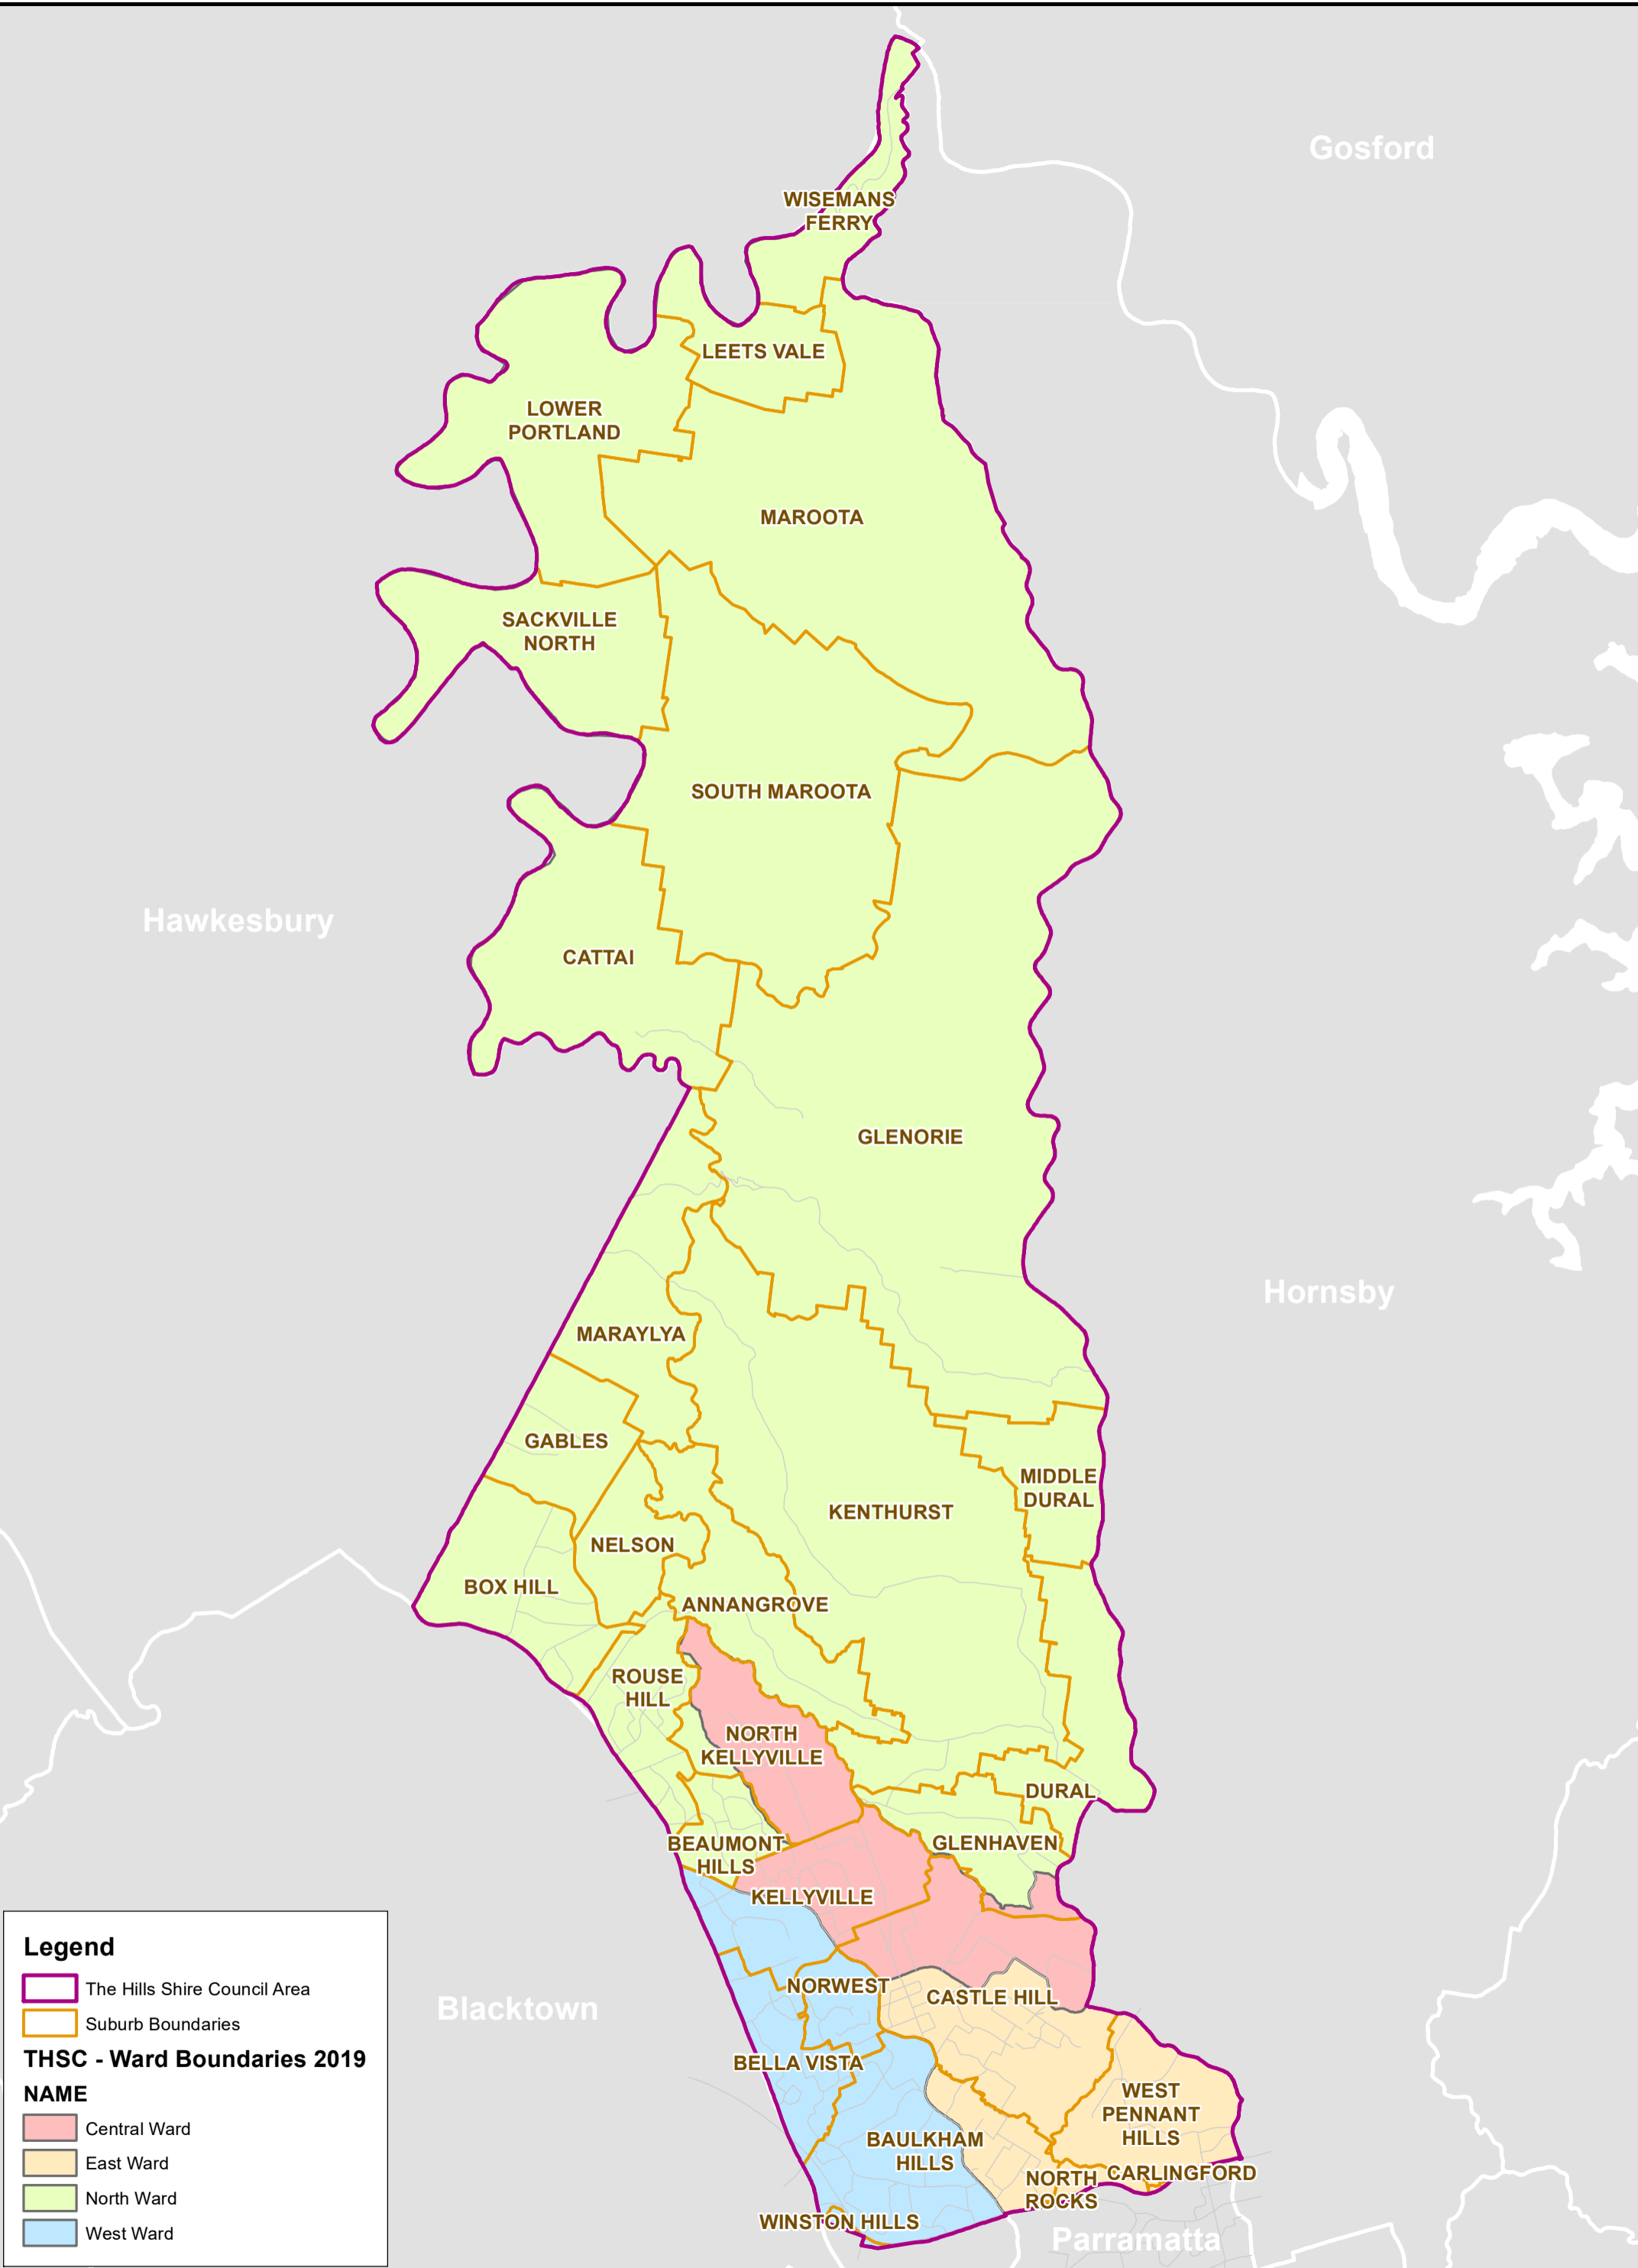 Gosford
WISEMANS
FERRY
LEETS VALE
LOWER
PORTLAND
MAROOTA
SACKVILLE
NORTH
SOUTH MAROOTA
Hawkesbury
CATTAI
GLENORIE
Hornsby
MARAYLYA
GABLES
MIDDLE
DURAL
KENTHURST
NELSON
BOX HILL
ANNANGROVE
ROUSE
HILL
NORTH
KELLYVILLE
DURAL
GLENHAVEN
BEAUMONT
HILLS
KELLYVILLE
NORWEST
CASTLE HILL
Blacktown
BELLA VISTA
WEST
PENNANT
HILLS
BAULKHAM
HILLS
CARLINGFORD
NORTH
ROCKS
WINSTON HILLS
Parramatta
Legend
The Hills Shire Council Area
Suburb Boundaries
THSC - Ward Boundaries 2019
NAME
Central Ward
East Ward
North Ward
West Ward